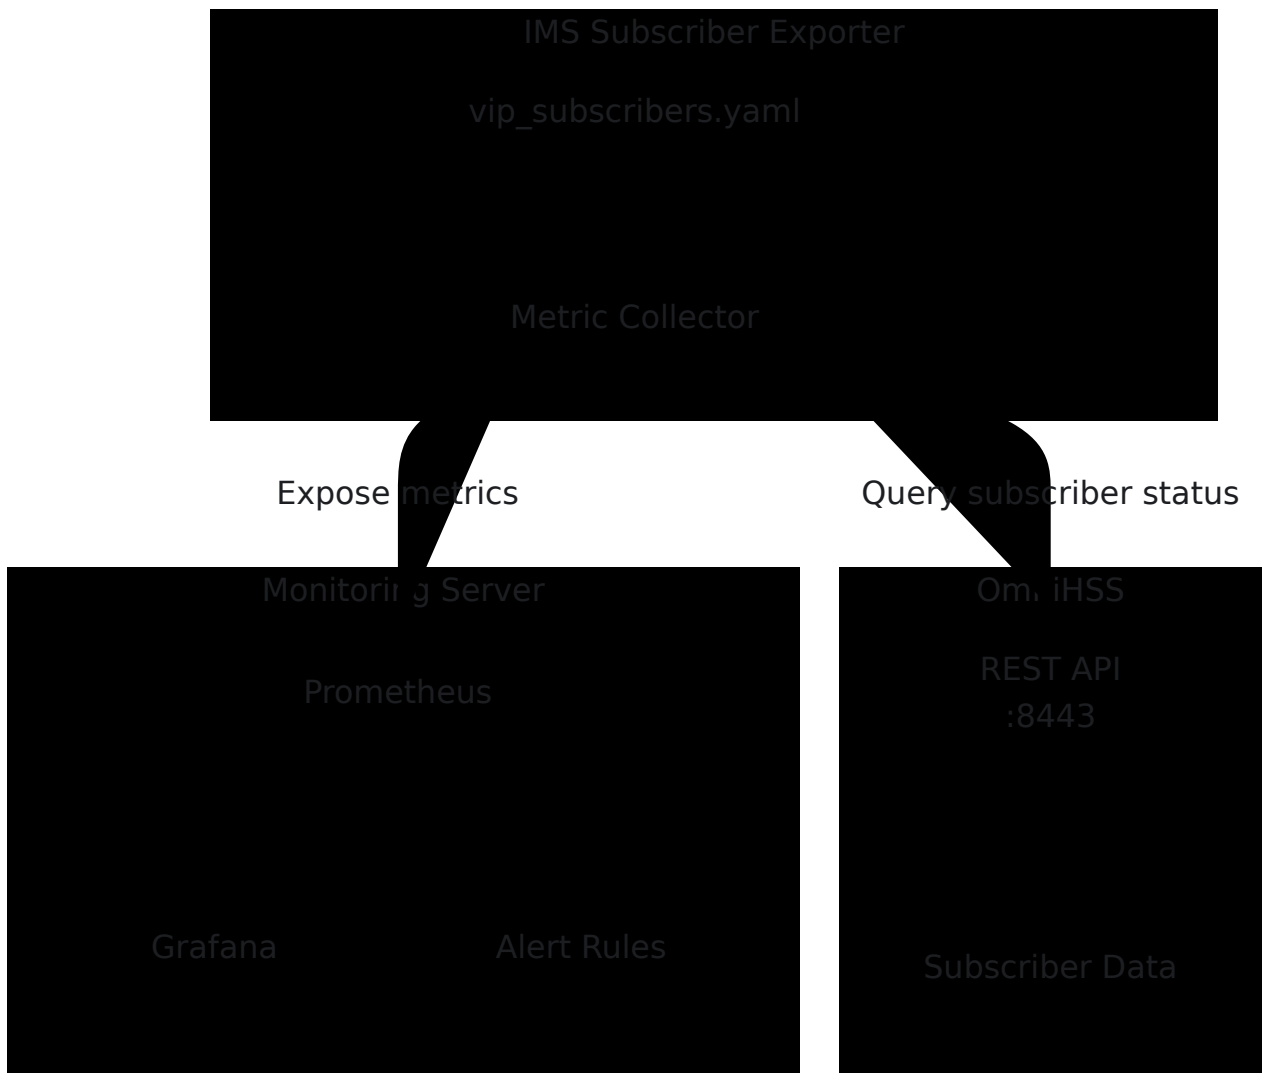 IMS Subscriber Exporter
vip_subscribers.yaml
Metric Collector
Expose metrics
Query subscriber status
Monitoring Server
Prometheus
Grafana
Alert Rules
OmniHSS
REST API
:8443
Subscriber Data